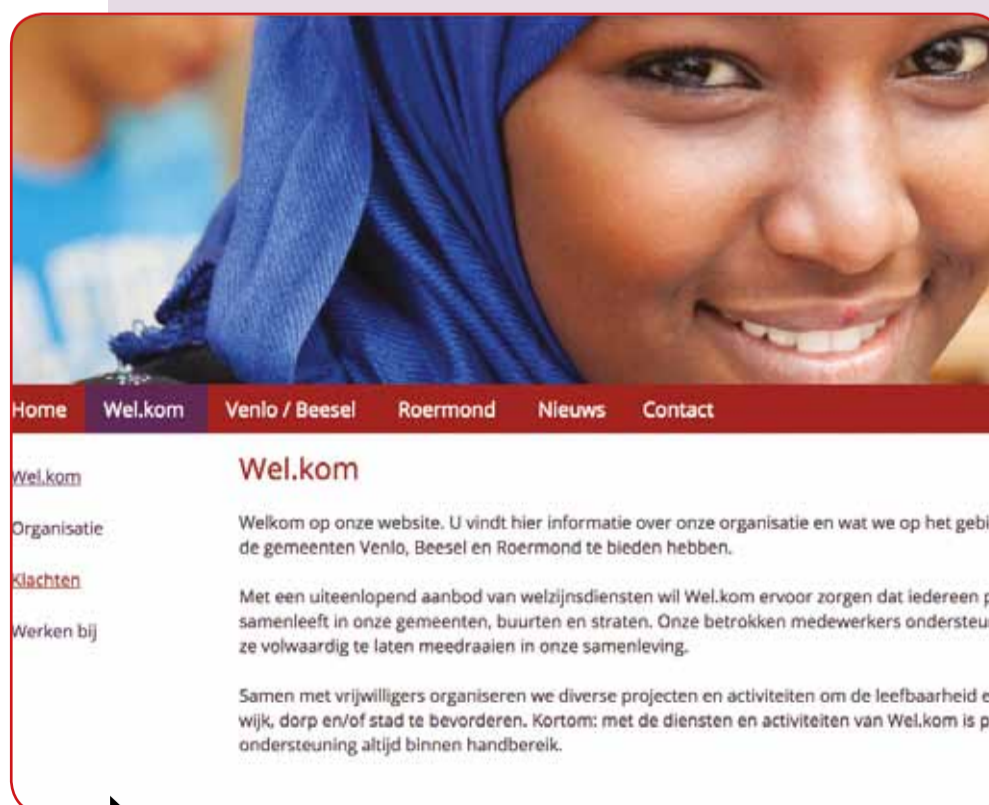 Home Wel.kom Venlo / Beesel Roermond Nieuws Contact
Wel.kom
Organisatie
Klachten
Werken bij
Wel.kom
Welkom op onze website. U vindt hier informatie over onze organisatie en wat we op het gebi
de gemeenten Venlo, Beesel en Roermond te bieden hebben.
Met een uiteenlopend aanbod van welzijnsdiensten wil Wel.kom ervoor zorgen dat iedereen p
samenleeft in onze gemeenten, buurten en straten. Onze betrokken medewerkers ondersteu
ze volwaardig te laten meedraaien in onze samenleving.
Samen met vrijwilligers organiseren we diverse projecten en activiteiten om de leefbaarheid e
wijk, dorp en/of stad te bevorderen. Kortom: met de diensten en activiteiten van Wel.kom is p
ondersteuning altijd binnen handbereik.